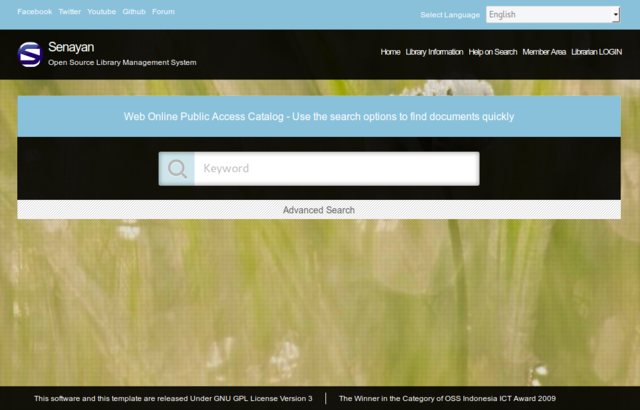 Facebook Twitter Youtube Github Forum
Select Language English
Senayan
Open Source Library Management System
Home Library Information Help on Search Member Area Librarian LOGIN
Web Online Public Access Catalog - Use the search options to find documents quickly
Keyword
Advanced Search
This software and this template are released Under GNU GPL License Version 3 | The Winner in the Category of OSS Indonesia ICT Award 2009